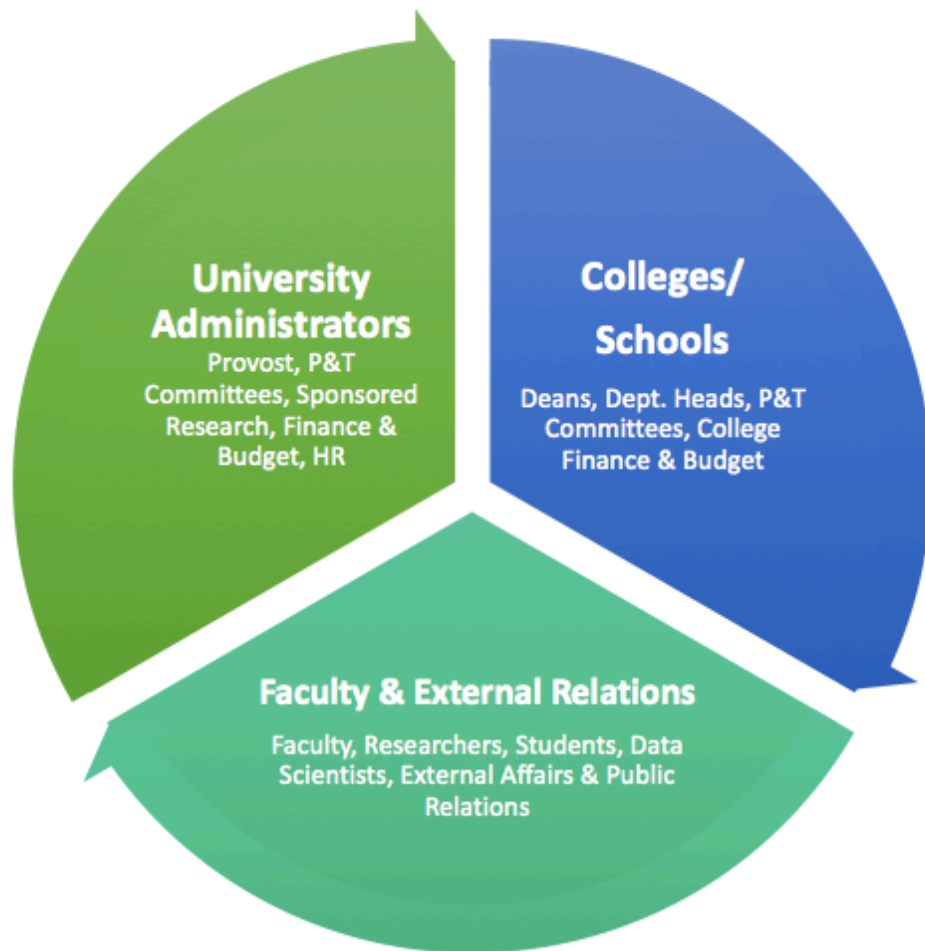 University
Administrators
Provost, P&T
Committees, Sponsored
Research, Finance &
Budget, HR
Colleges/
Schools
Deans, Dept. Heads, P&T
Committees, College
Finance & Budget
Faculty & External Relations
Faculty, Researchers, Students, Data
Scientists, External Affairs & Public
Relations